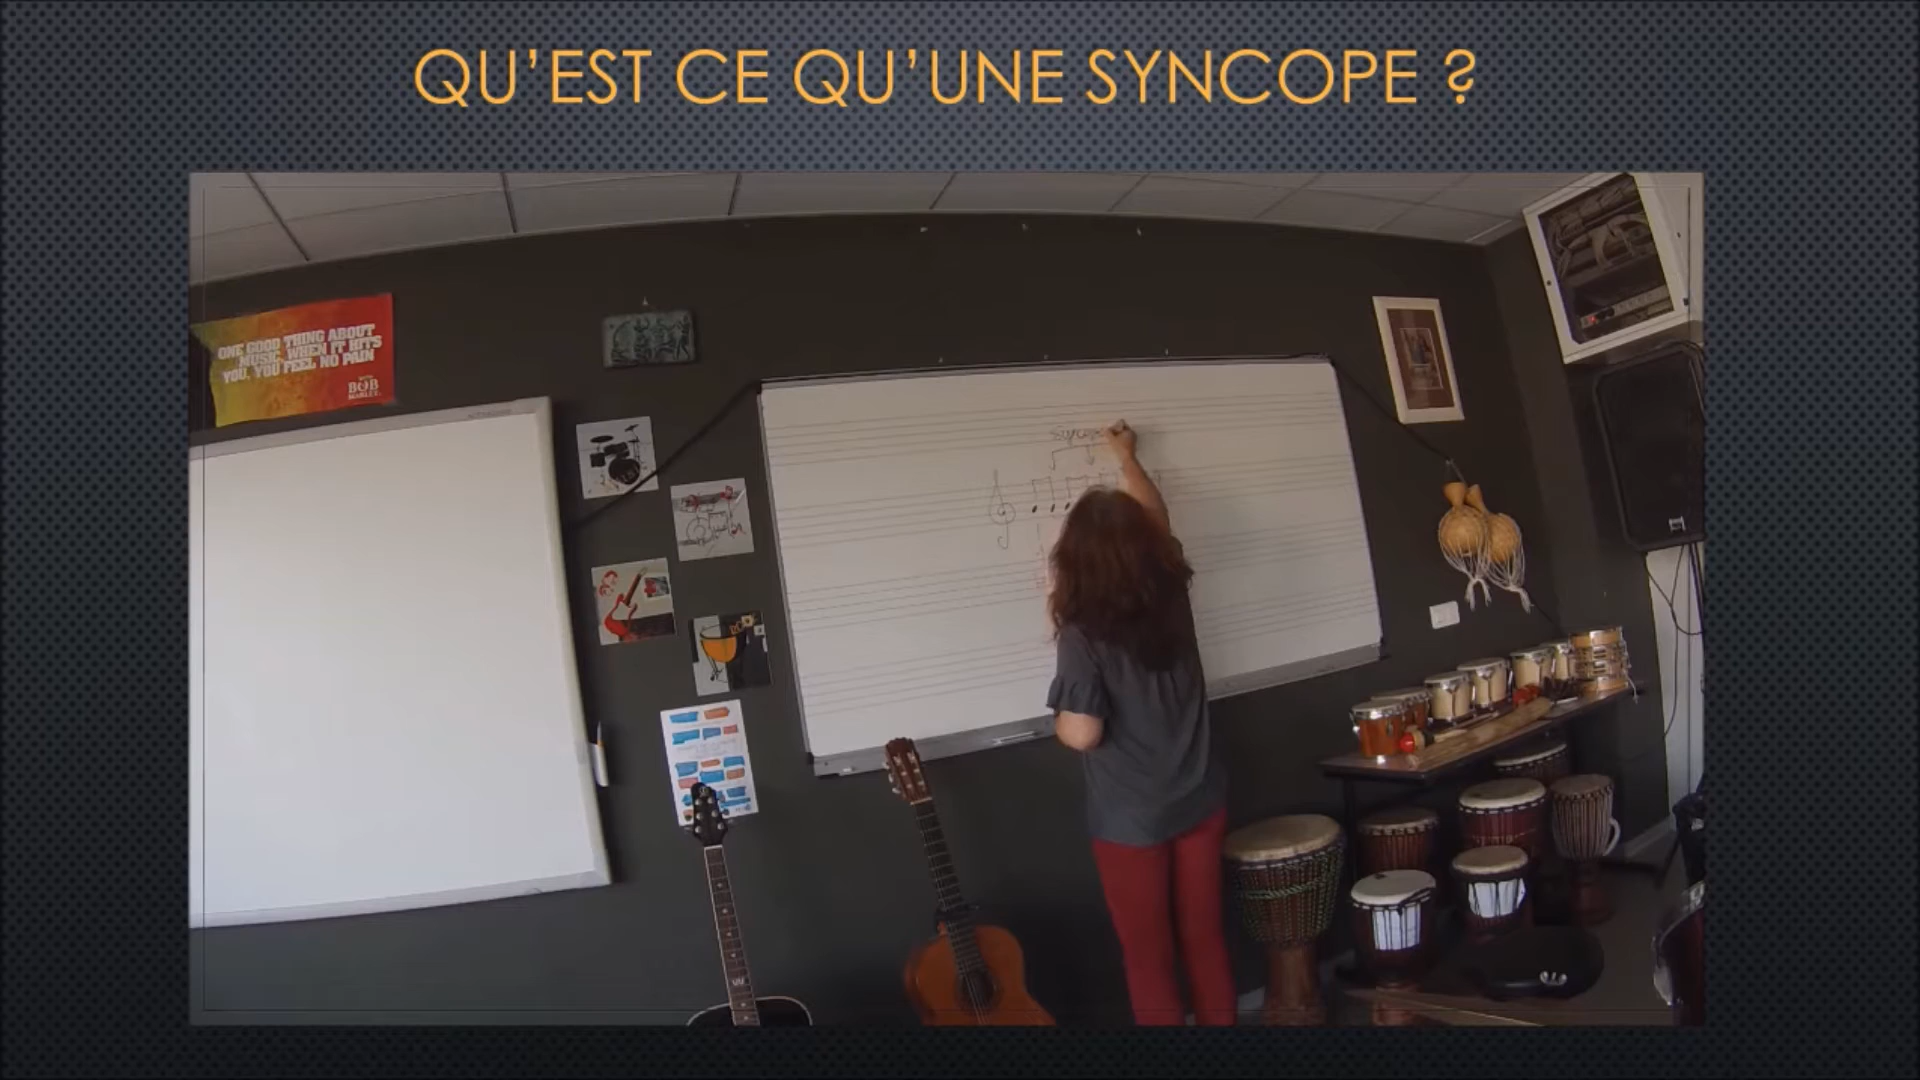 QU'EST CE QU'UNE SYNCOPE ?
ONE GOOD THING ABOUT
MUSIC, WHEN IT HITS
YOU, YOU FEEL NO PAIN
BOB
MARLEY